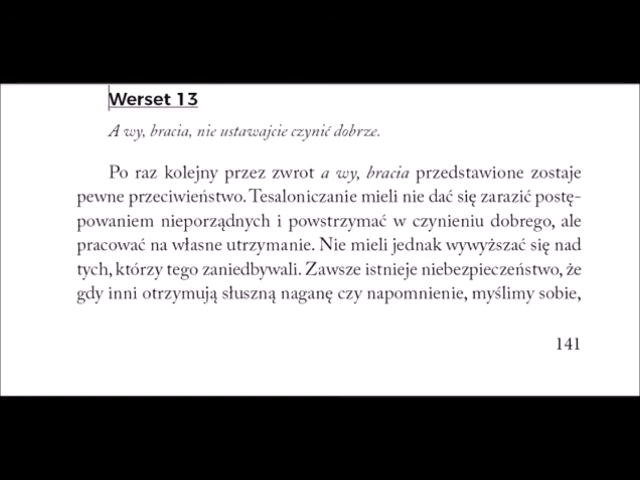 Werset 13
A wy, bracia, nie ustawajcie czynić dobrze.
Po raz kolejny przez zwrot a wy, bracia przedstawione zostaje
pewne przeciwieństwo. Tesaloniczanie mieli nie dać się zarazić postę-
powaniem nieporządnych i powstrzymać w czynieniu dobrego, ale
pracować na własne utrzymanie. Nie mieli jednak wywyższać się nad
tych, którzy tego zaniedbywali. Zawsze istnieje niebezpieczeństwo, że
gdy inni otrzymują słuszną naganę czy napomnienie, myślimy sobie,
141